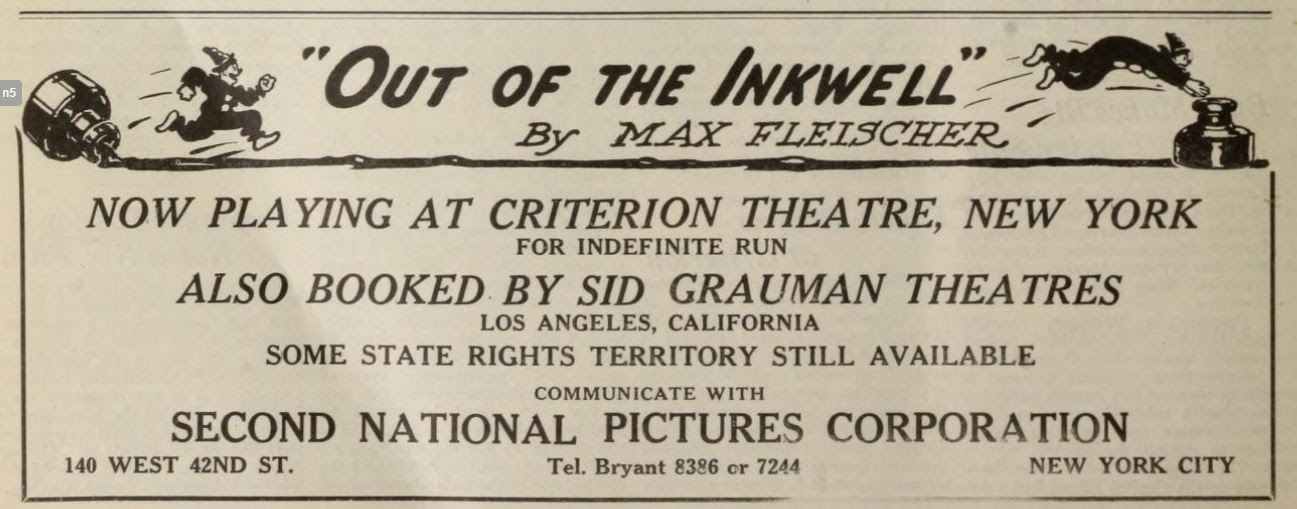 n5
"OUT OF THE INKWELL"
By MAX FLEISCHER
NOW PLAYING AT CRITERION THEATRE, NEW YORK
FOR INDEFINITE RUN
ALSO BOOKED BY SID GRAUMAN THEATRES
LOS ANGELES, CALIFORNIA
SOME STATE RIGHTS TERRITORY STILL AVAILABLE
COMMUNICATE WITH
SECOND NATIONAL PICTURES CORPORATION
140 WEST 42ND ST. Tel. Bryant 8386 or 7244 NEW YORK CITY